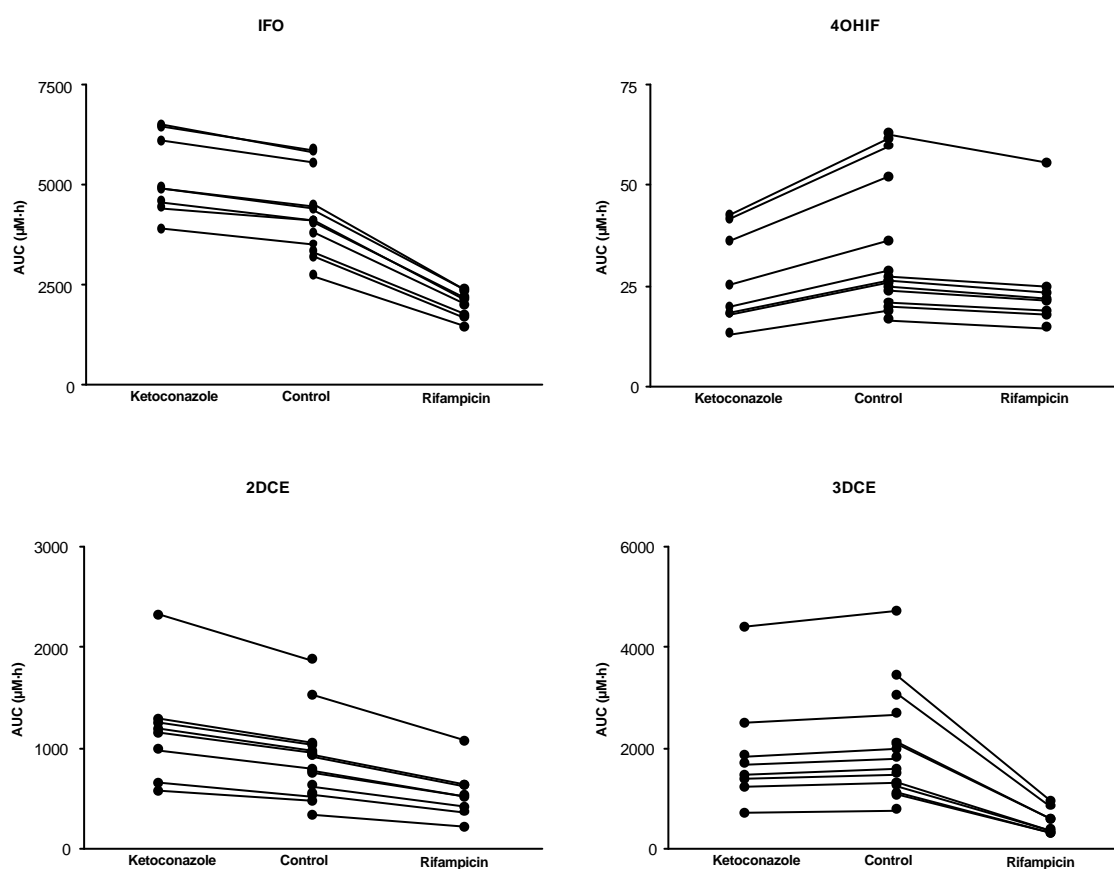 IFO
7500
5000
2500
0
AUC (µM·h)
Ketoconazole Control Rifampicin
4OHIF
75
50
25
0
AUC (µM·h)
Ketoconazole Control Rifampicin
2DCE
3000
2000
1000
0
AUC (µM·h)
Ketoconazole Control Rifampicin
3DCE
6000
4000
2000
0
AUC (µM·h)
Ketoconazole Control Rifampicin